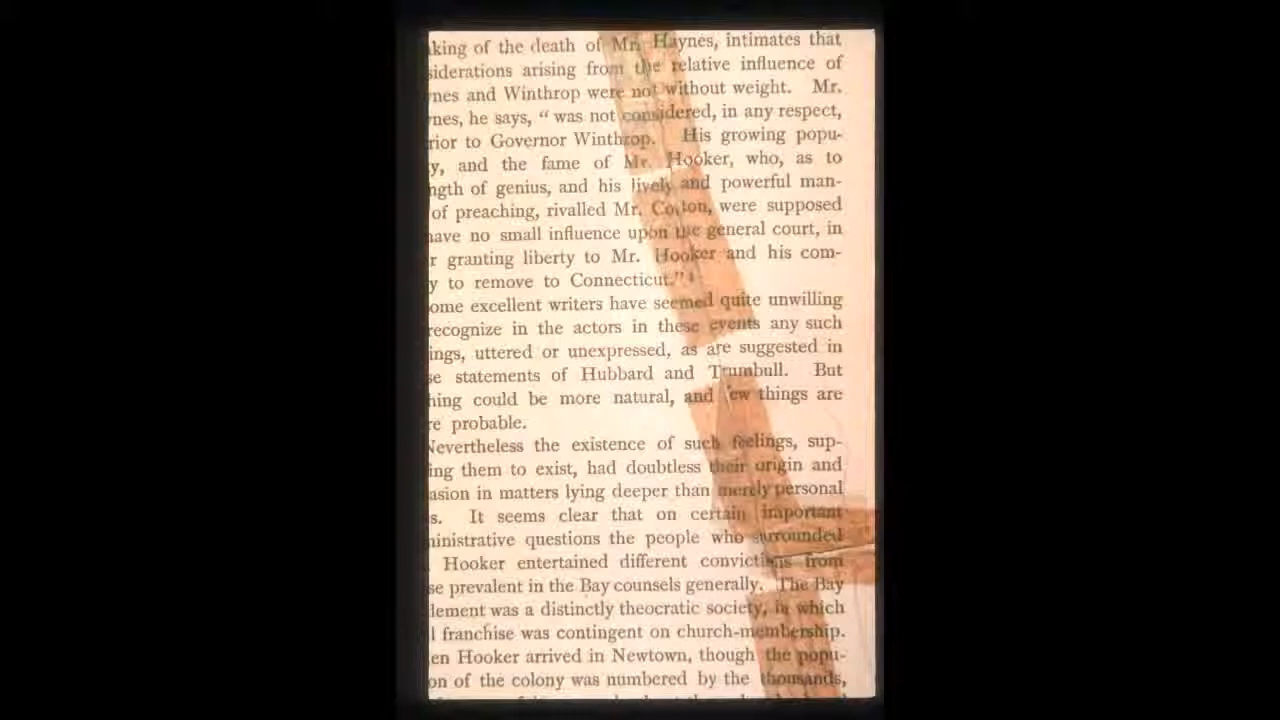 king of the death of Mr. Haynes, intimates that
siderations arising from the relative influence of
nes and Winthrop were not without weight. Mr.
nes, he says, “ was not considered, in any respect,
rior to Governor Winthrop. His growing popu-
y, and the fame of Mr. Hooker, who, as to
ngth of genius, and his lively and powerful man-
of preaching, rivalled Mr. Cotton, were supposed
have no small influence upon the general court, in
r granting liberty to Mr. Hooker and his com-
y to remove to Connecticut.”
ome excellent writers have seemed quite unwilling
recognize in the actors in these events any such
ings, uttered or unexpressed, as are suggested in
se statements of Hubbard and Trumbull. But
hing could be more natural, and few things are
re probable.
Nevertheless the existence of such feelings, sup-
ing them to exist, had doubtless their origin and
asion in matters lying deeper than merely personal
s. It seems clear that on certain important
ninistrative questions the people who surrounded
Hooker entertained different convictions from
se prevalent in the Bay counsels generally. The Bay
lement was a distinctly theocratic society, in which
l franchise was contingent on church-membership.
en Hooker arrived in Newtown, though the popu-
on of the colony was numbered by the thousands,